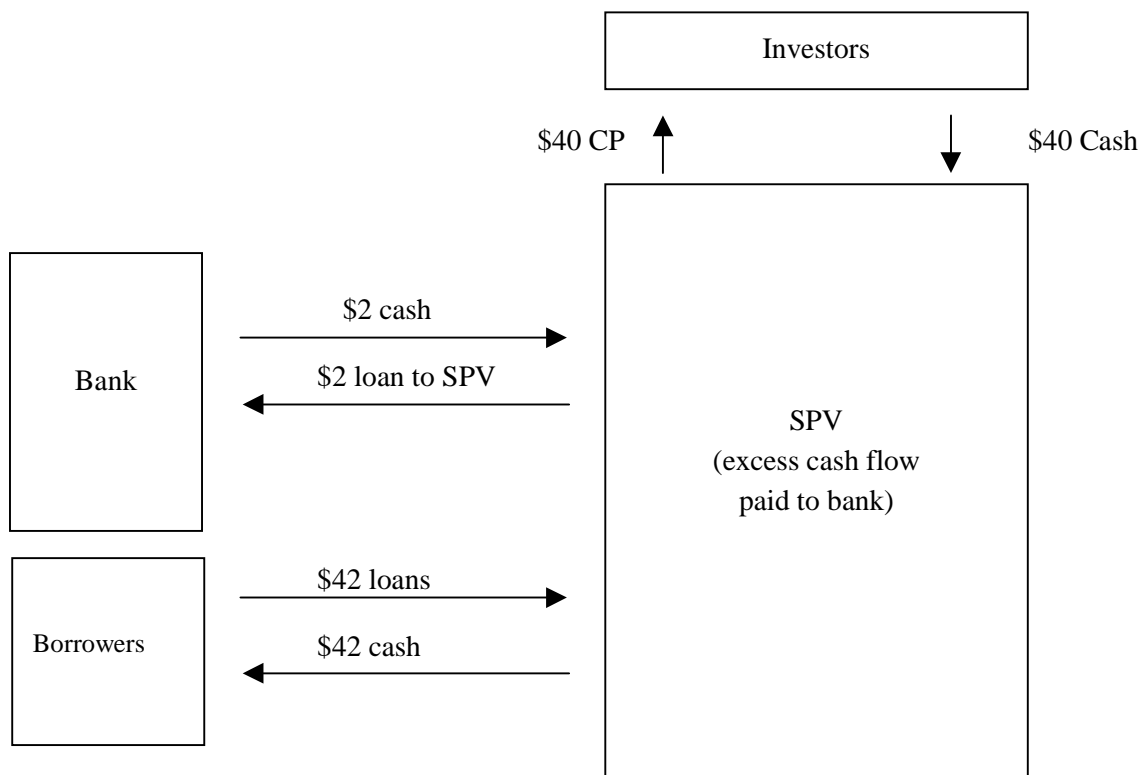 Investors
$40 CP
$40 Cash
$2 cash
$2 loan to SPV
Bank
SPV
(excess cash flow
paid to bank)
$42 loans
Borrowers
$42 cash